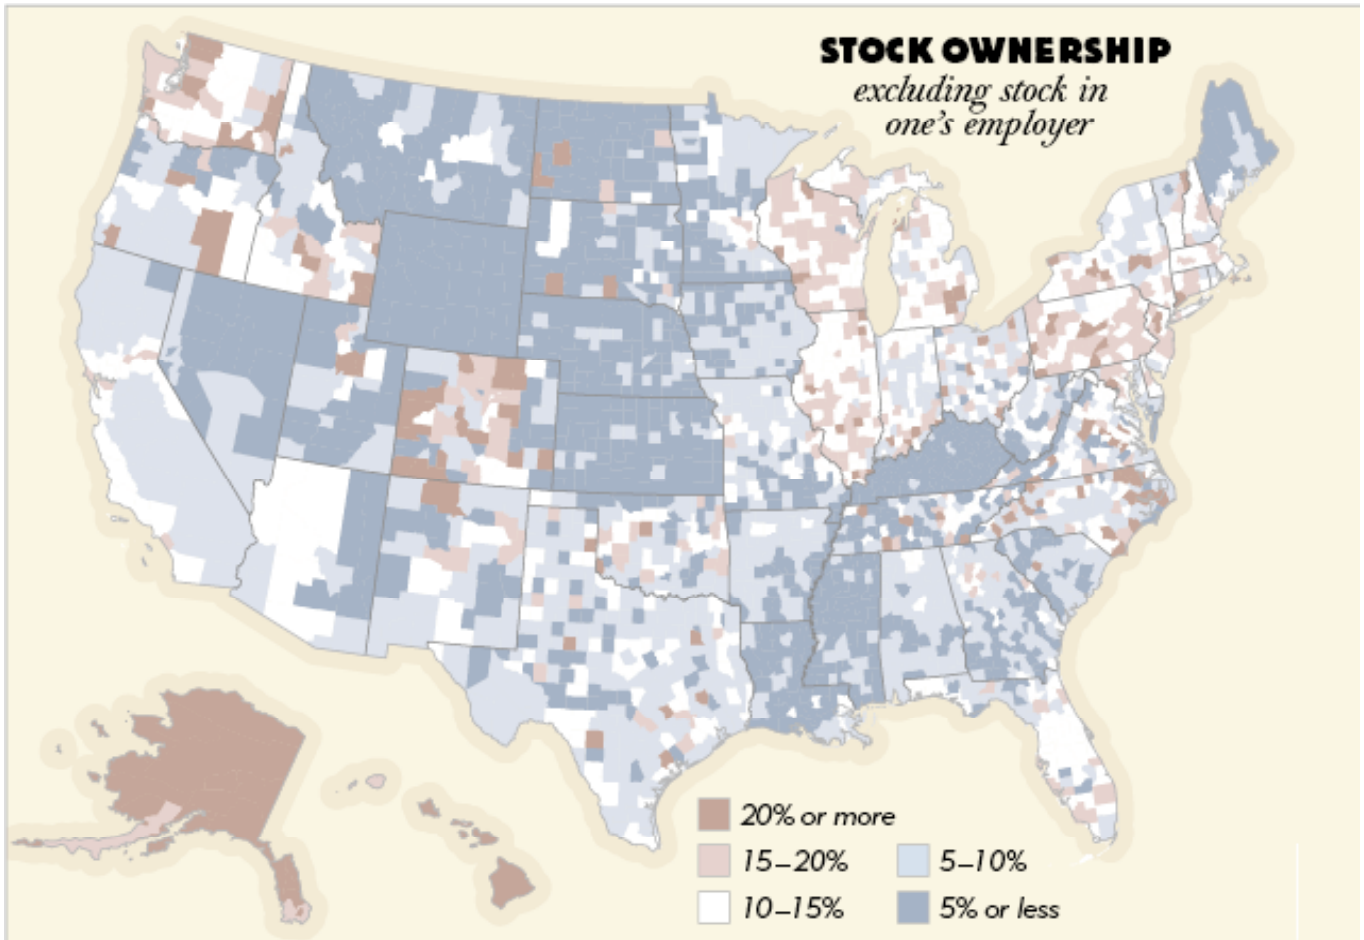 STOCK OWNERSHIP
excluding stock in
one's employer
20% or more
15–20%
5–10%
10–15%
5% or less